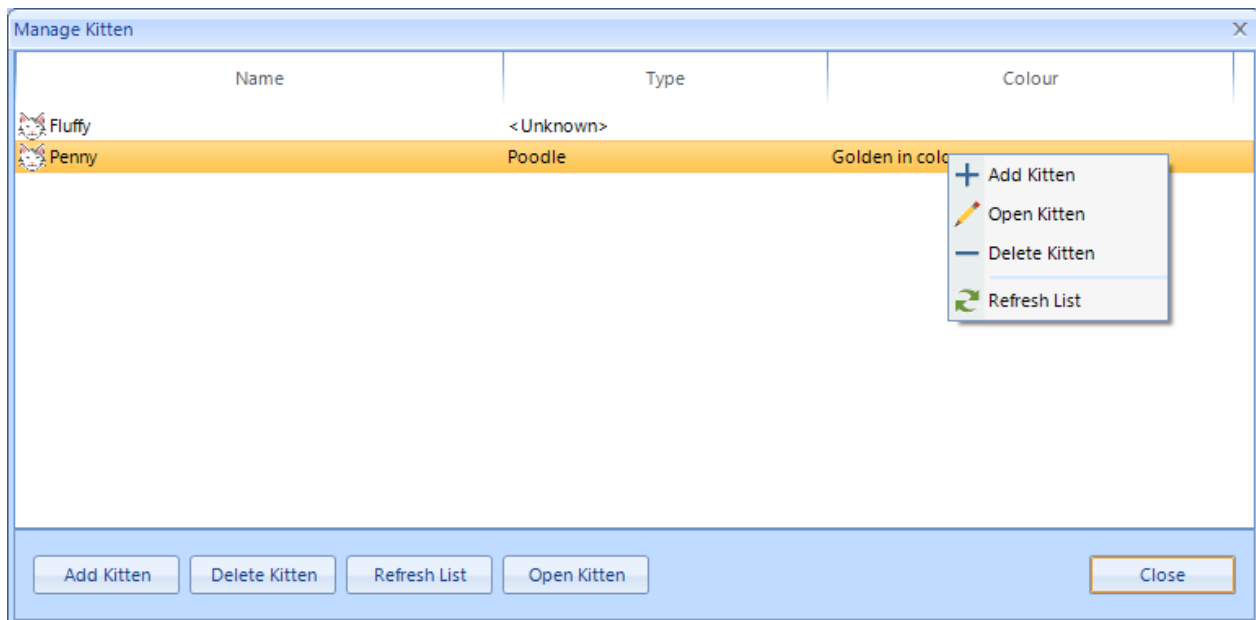 Manage Kitten
Name Type Colour
Fluffy <Unknown>
Penny Poodle Golden in
Add Kitten
Open Kitten
Delete Kitten
Refresh List
Add Kitten Delete Kitten Refresh List Open Kitten Close